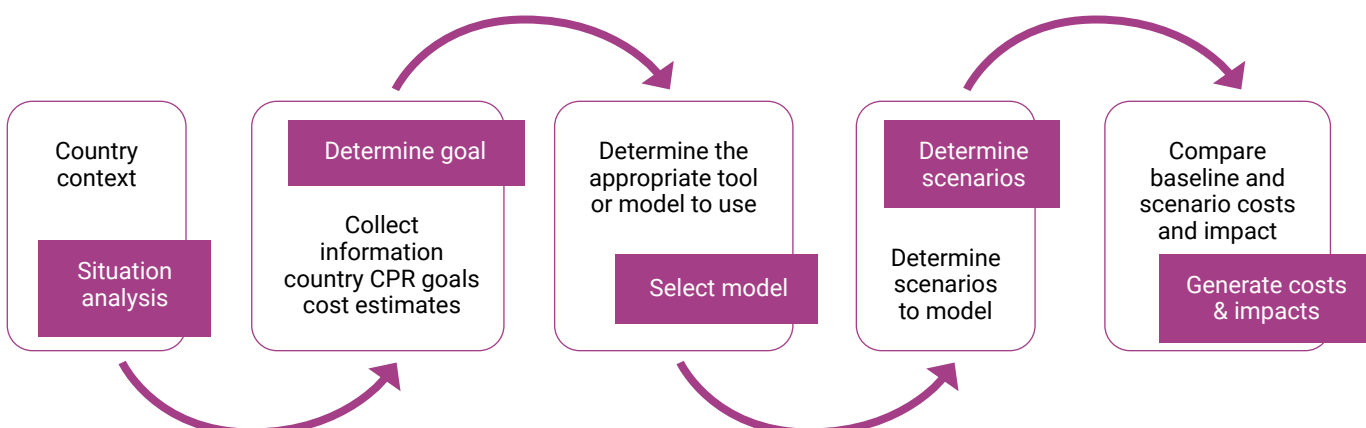 Country
context
Situation
analysis
Determine goal
Collect
information
country CPR goals
cost estimates
Determine the
appropriate tool
or model to use
Select model
Determine
scenarios
Determine
scenarios
to model
Compare
baseline and
scenario costs
and impact
Generate costs
& impacts